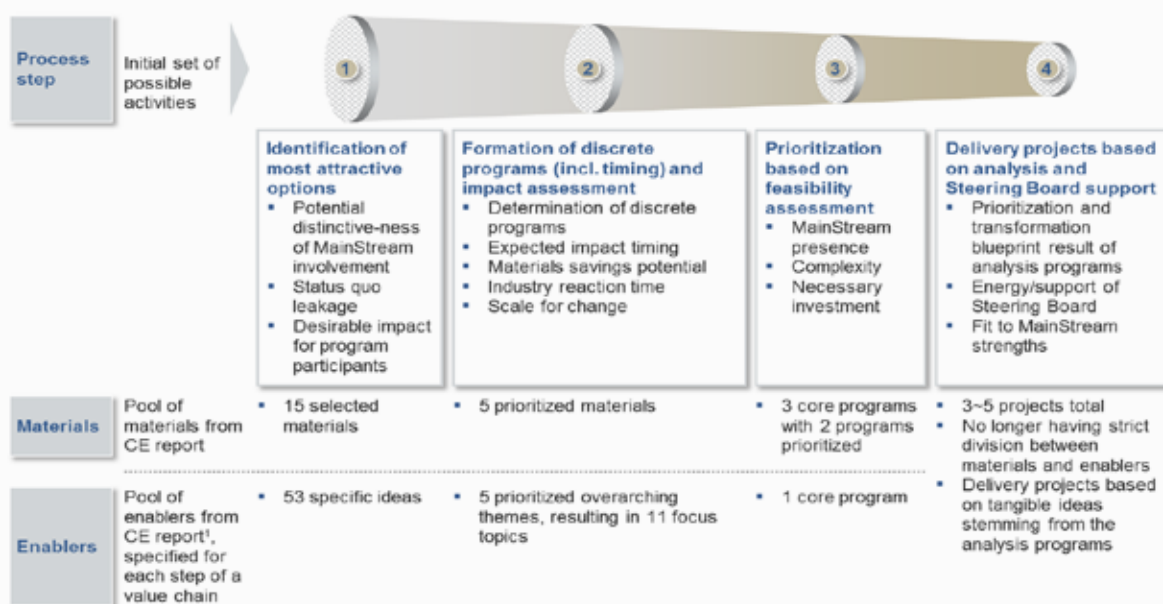 Process
step
Initial set of
possible
activities
1
2
3
4
Identification of
most attractive
options
▪ Potential
distinctive-ness
of MainStream
involvement
▪ Status quo
leakage
▪ Desirable impact
for program
participants
Formation of discrete
programs (incl. timing) and
impact assessment
▪ Determination of discrete
programs
▪ Expected impact timing
▪ Materials savings potential
▪ Industry reaction time
▪ Scale for change
Prioritization
based on
feasibility
assessment
▪ MainStream
presence
▪ Complexity
▪ Necessary
investment
Delivery projects based
on analysis and
Steering Board support
▪ Prioritization and
transformation
blueprint result of
analysis programs
▪ Energy/support of
Steering Board
▪ Fit to MainStream
strengths
Materials
Pool of
materials from
CE report
▪ 15 selected
materials
▪ 5 prioritized materials
▪ 3 core programs
with 2 programs
prioritized
▪ 3~5 projects total
▪ No longer having strict
division between
materials and enablers
▪ Delivery projects based
on tangible ideas
stemming from the
analysis programs
Enablers
Pool of
enablers from
CE report¹,
specified for
each step of a
value chain
▪ 53 specific ideas
▪ 5 prioritized overarching
themes, resulting in 11 focus
topics
▪ 1 core program